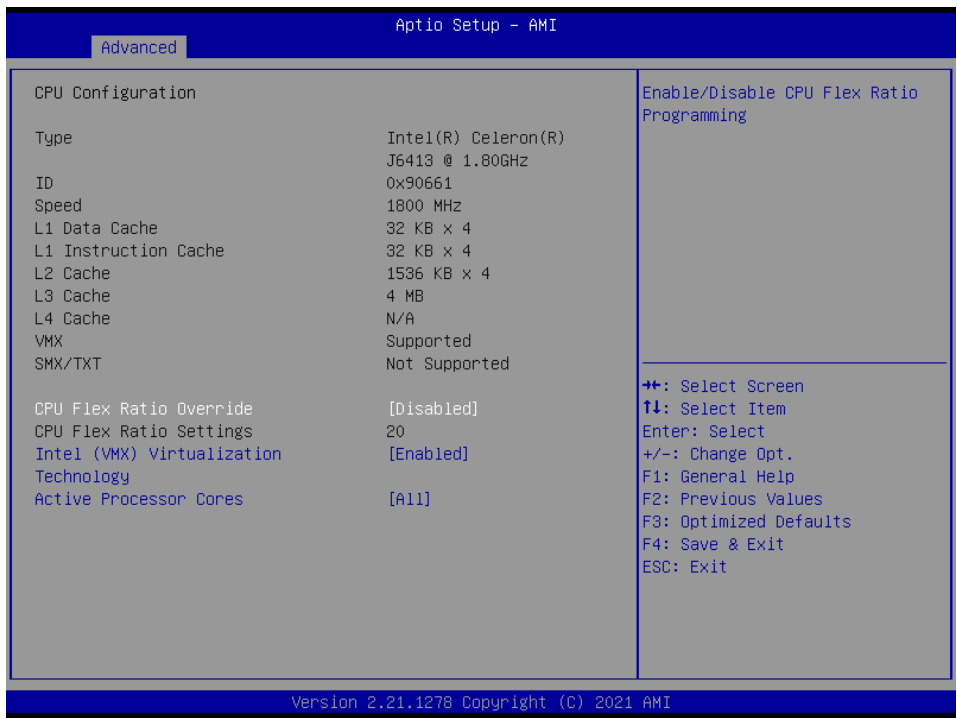 Aptio Setup – AMI
Advanced
CPU Configuration
Type Intel(R) Celeron(R)
J6413 @ 1.80GHz
ID 0x90661
Speed 1800 MHz
L1 Data Cache 32 KB x 4
L1 Instruction Cache 32 KB x 4
L2 Cache 1536 KB x 4
L3 Cache 4 MB
L4 Cache N/A
VMX Supported
SMX/TXT Not Supported
CPU Flex Ratio Override [Disabled]
CPU Flex Ratio Settings 20
Intel (VMX) Virtualization [Enabled]
Technology
Active Processor Cores [All]
Enable/Disable CPU Flex Ratio
Programming
→←: Select Screen
↑↓: Select Item
Enter: Select
+/-: Change Opt.
F1: General Help
F2: Previous Values
F3: Optimized Defaults
F4: Save & Exit
ESC: Exit
Version 2.21.1278 Copyright (C) 2021 AMI